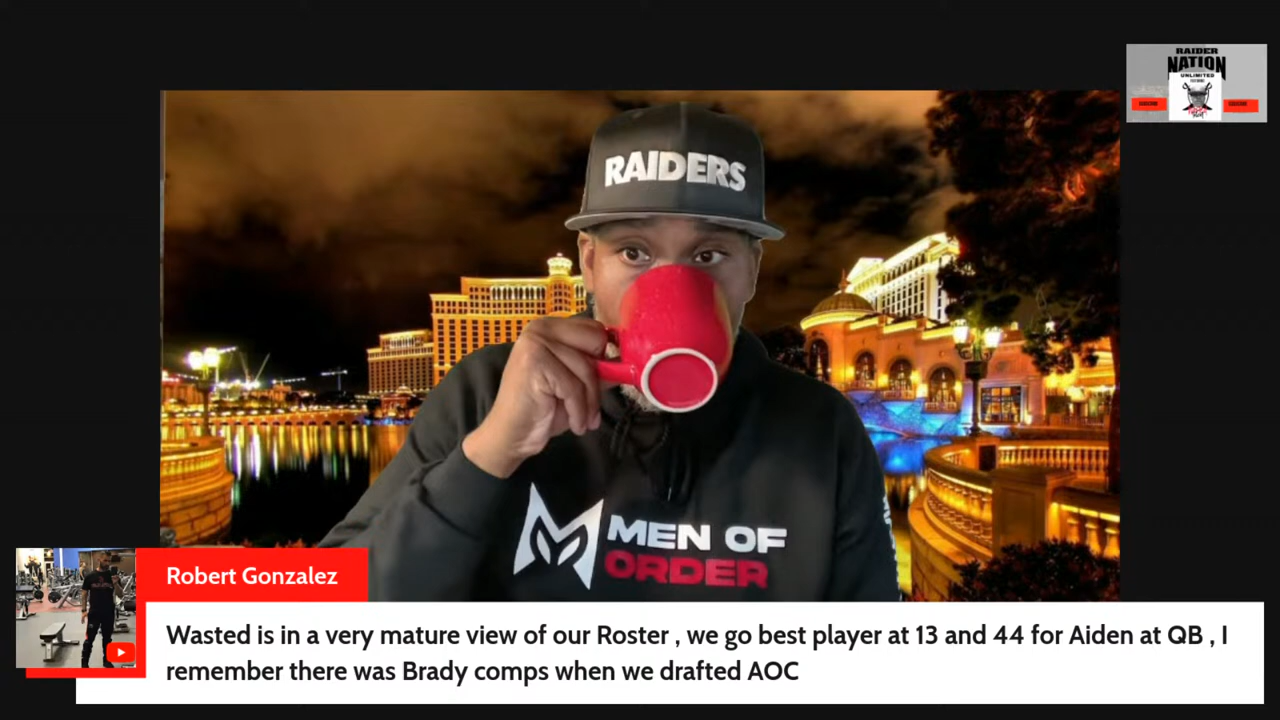 RAIDER
NATION
UNLIMITED
SUBSCRIBE
SUBSCRIBE
RAIDERS
MEN OF
ORDER
Robert Gonzalez
Wasted is in a very mature view of our Roster , we go best player at 13 and 44 for Aiden at QB , I
remember there was Brady comps when we drafted AOC